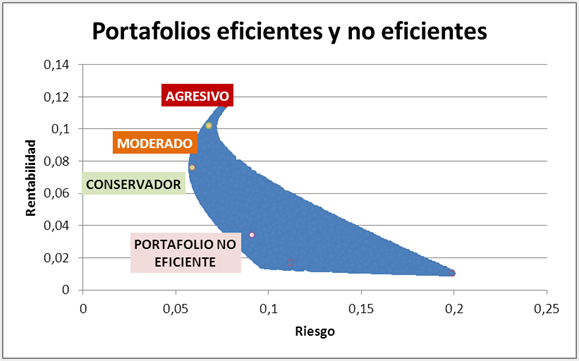 Portafolios eficientes y no eficientes
0,14
0,12
0,1
0,08
0,06
0,04
0,02
0
Rentabilidad
AGRESIVO
MODERADO
CONSERVADOR
PORTAFOLIO NO
EFICIENTE
0
0,05
0,1
0,15
0,2
0,25
Riesgo